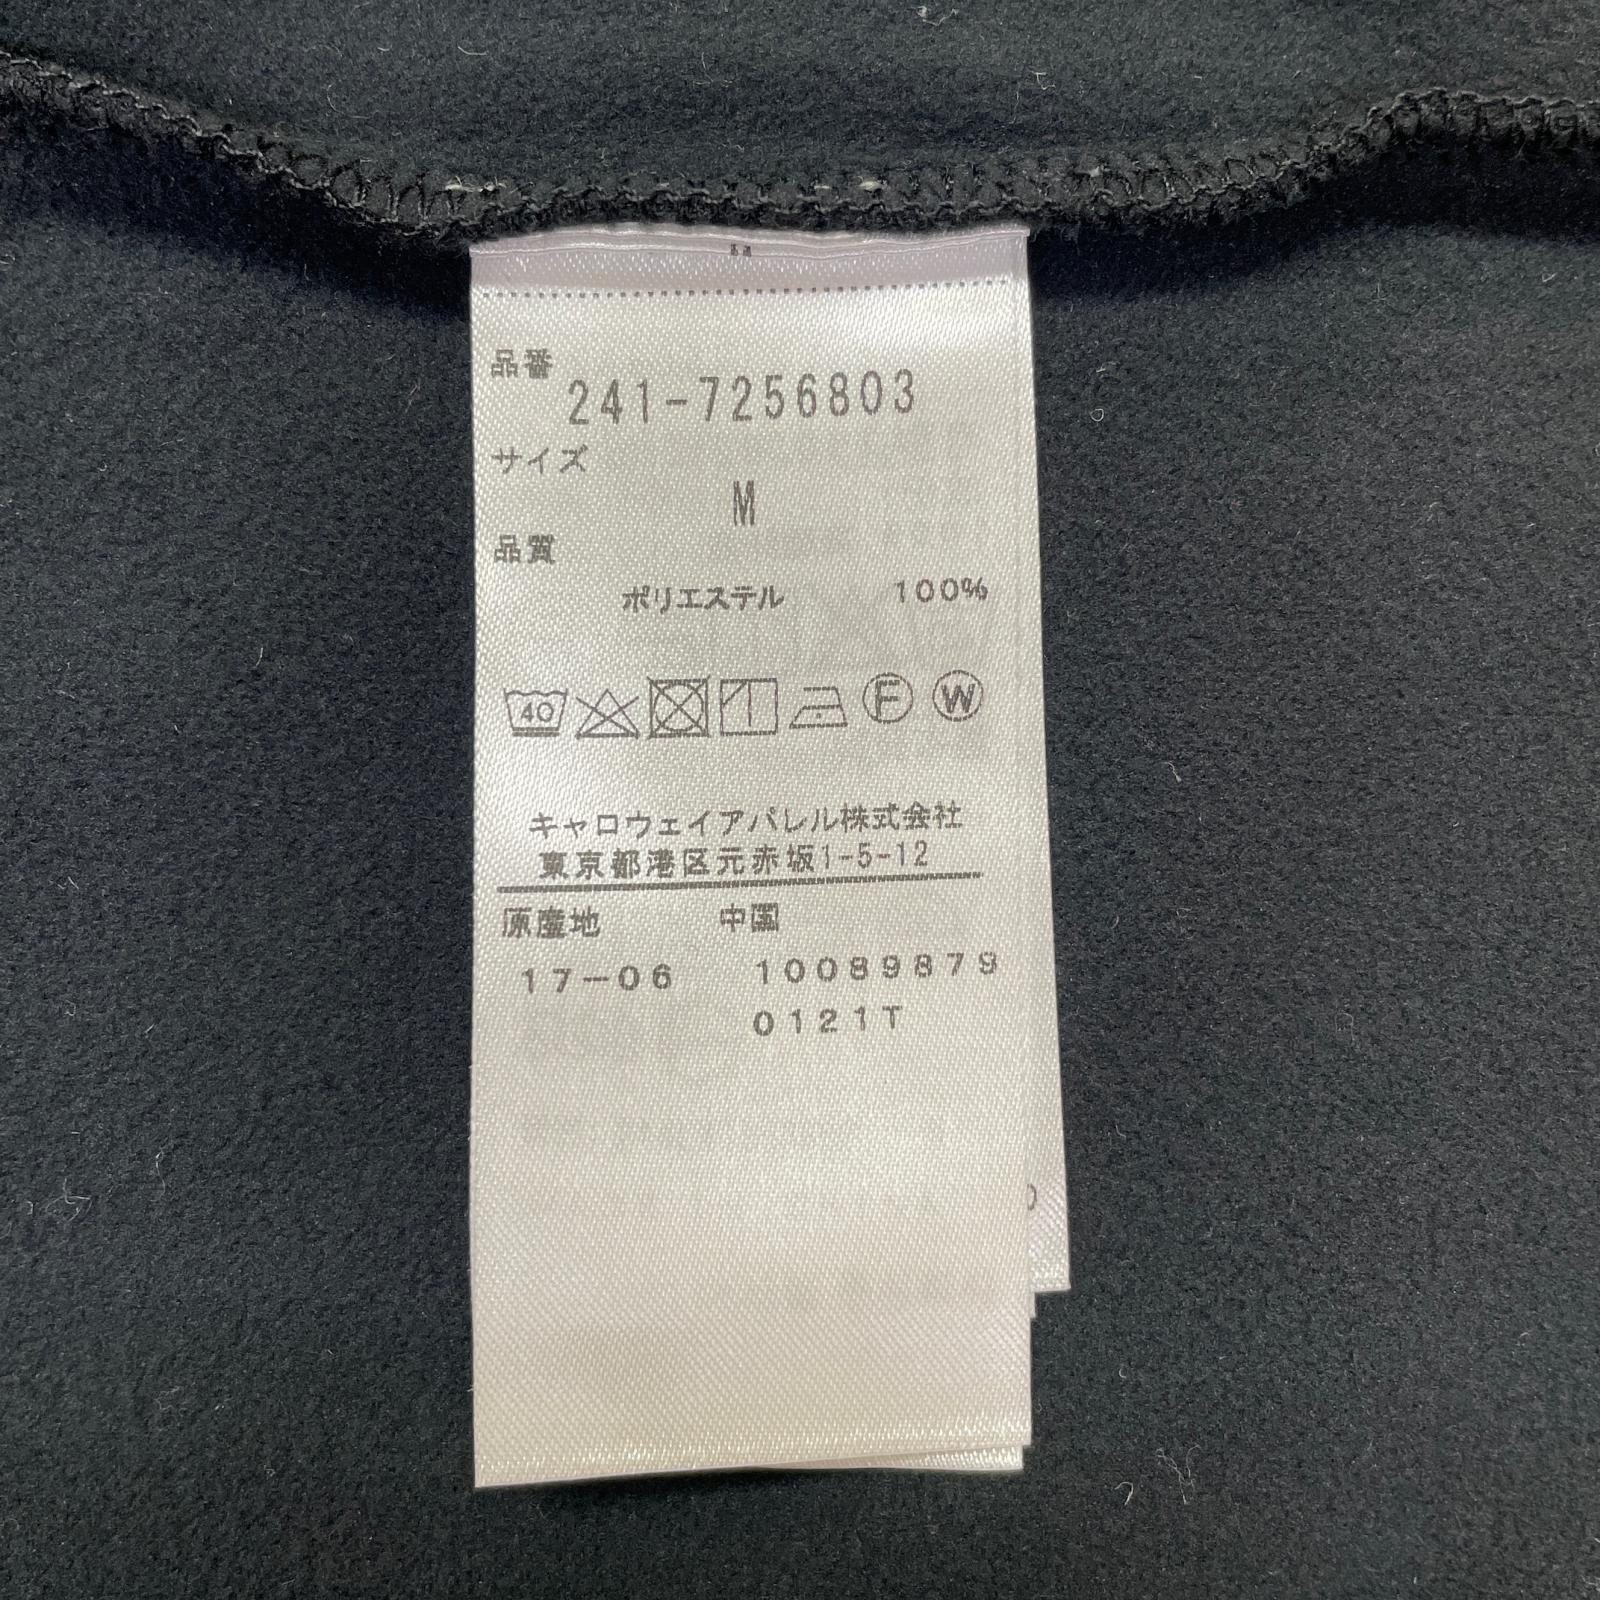 品番
241-7256803
サイズ
M
品質
ポリエステル 100%
40 F W
キャロウェイアパレル株式会社
東京都港区元赤坂1-5-12
原産地 中国
17-06 10089879
0121T